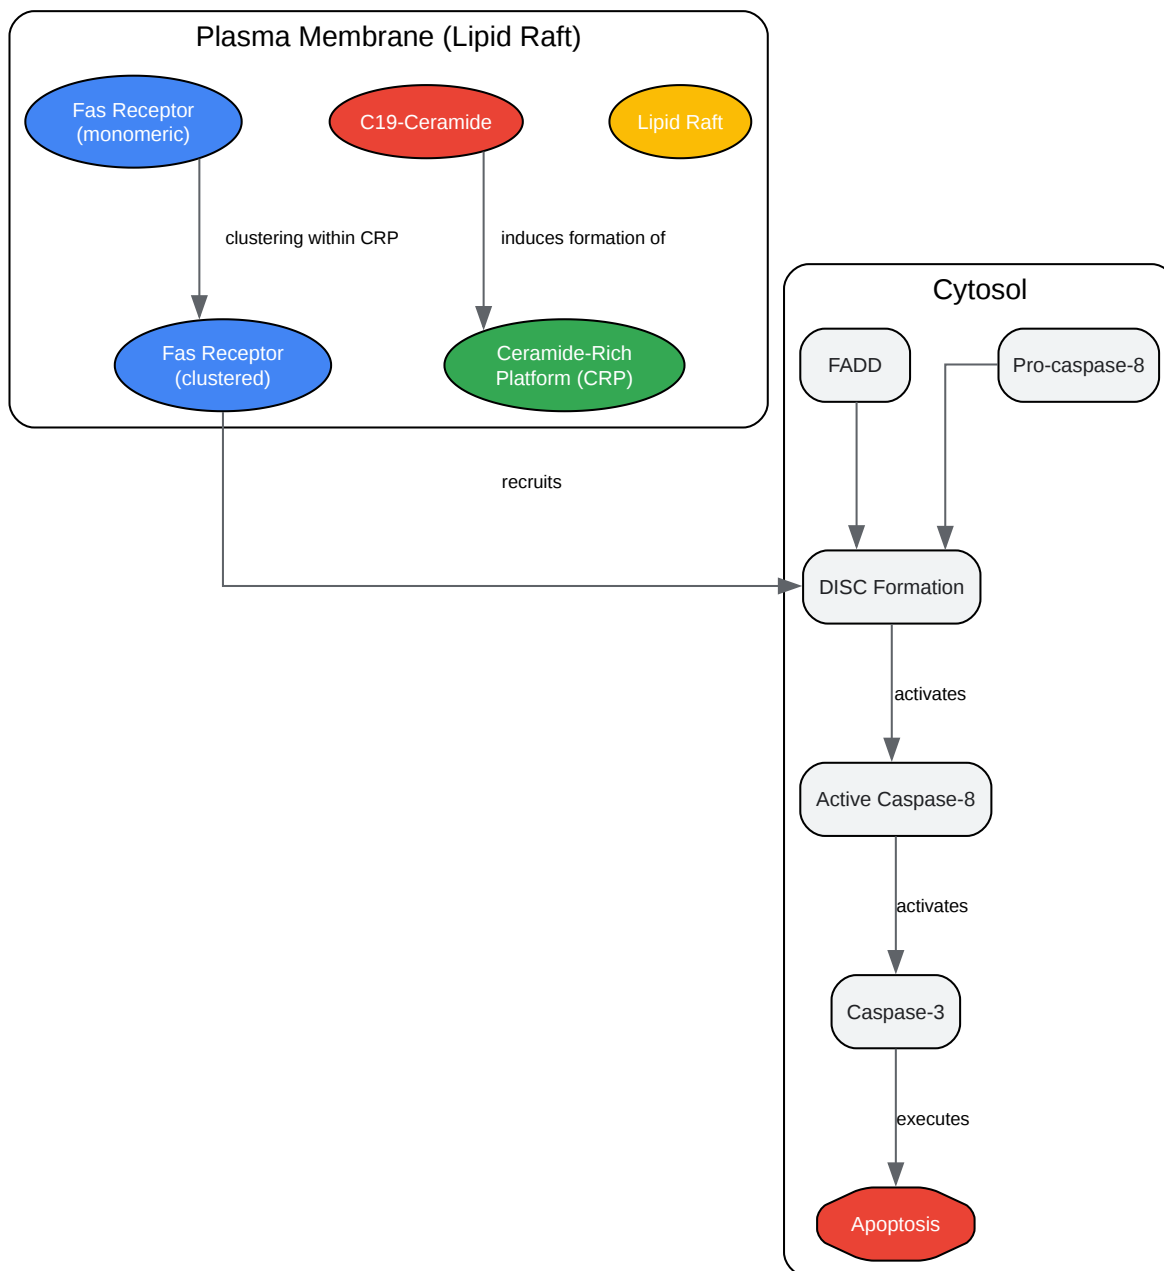 Plasma Membrane (Lipid Raft)
Fas Receptor
(monomeric)
C19-Ceramide
Lipid Raft
clustering within CRP
induces formation of
Fas Receptor
(clustered)
Ceramide-Rich
Platform (CRP)
recruits
Cytosol
FADD
Pro-caspase-8
DISC Formation
activates
Active Caspase-8
activates
Caspase-3
executes
Apoptosis